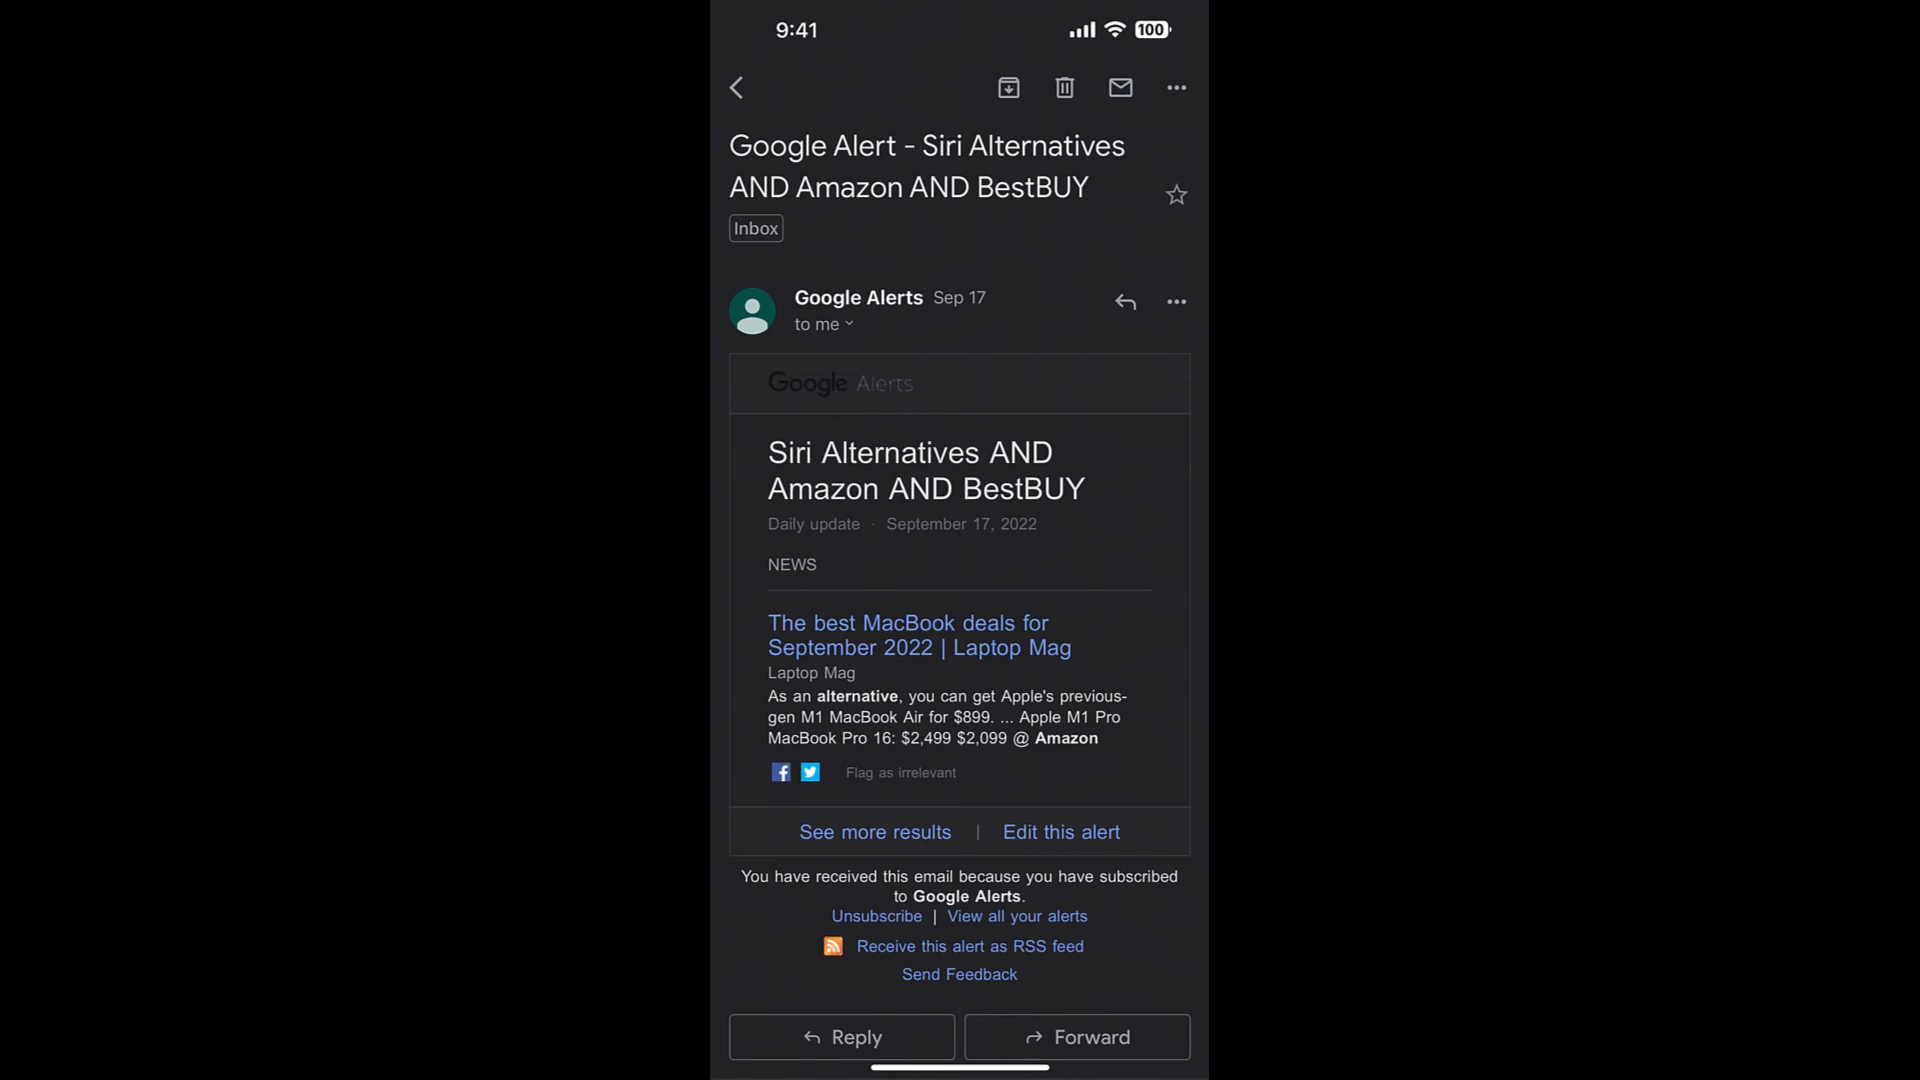 9:41
100
Google Alert - Siri Alternatives
AND Amazon AND BestBUY
Inbox
Google Alerts Sep 17
to me
Google Alerts
Siri Alternatives AND
Amazon AND BestBUY
Daily update · September 17, 2022
NEWS
The best MacBook deals for
September 2022 | Laptop Mag
Laptop Mag
As an alternative, you can get Apple's previous-
gen M1 MacBook Air for $899. ... Apple M1 Pro
MacBook Pro 16: $2,499 $2,099 @ Amazon
Flag as irrelevant
See more results | Edit this alert
You have received this email because you have subscribed
to Google Alerts.
Unsubscribe | View all your alerts
Receive this alert as RSS feed
Send Feedback
Reply
Forward